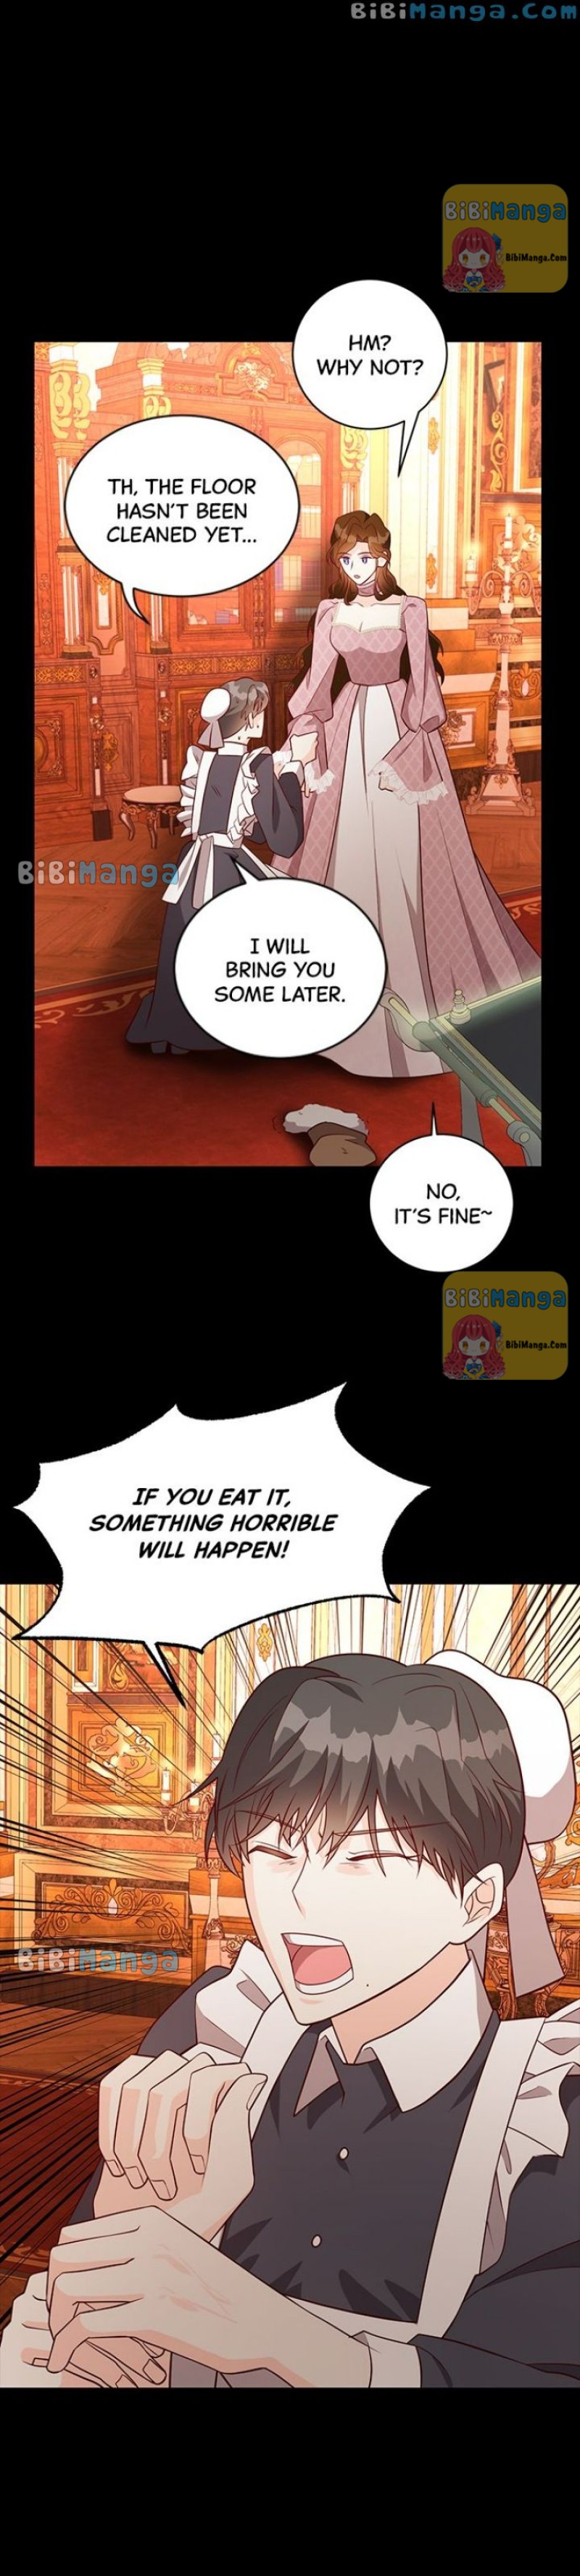 BiBiManga.Com
BiBiManga
BibiManga.Com
HM?
WHY NOT?
TH, THE FLOOR
HASN'T BEEN
CLEANED YET...
BiBiManga
I WILL
BRING YOU
SOME LATER.
NO,
IT'S FINE~
BiBiManga
BibiManga.Com
IF YOU EAT IT,
SOMETHING HORRIBLE
WILL HAPPEN!
BiBiManga